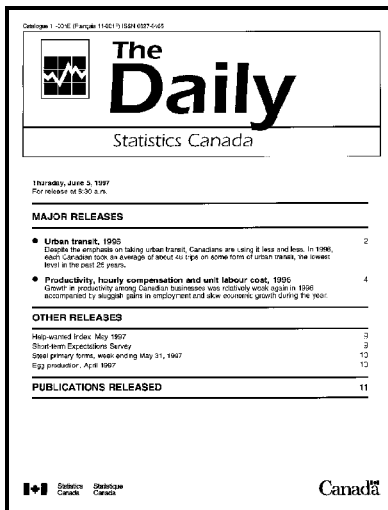 Catalogue 11-001E (Français 11-001F) ISSN 0827-0465
The
Daily
Statistics Canada
Thursday, June 5, 1997
For release at 8:30 a.m.
MAJOR RELEASES
● Urban transit, 1996 2
Despite the emphasis on taking urban transit, Canadians are using it less and less. In 1996,
each Canadian took an average of about 48 trips on some form of urban transit, the lowest
level in the past 25 years.
● Productivity, hourly compensation and unit labour cost, 1996 4
Growth in productivity among Canadian businesses was relatively weak again in 1996
accompanied by sluggish gains in employment and slow economic growth during the year.
OTHER RELEASES
Help-wanted Index, May 1997 9
Short-term Expectations Survey 9
Steel primary forms, week ending May 31, 1997 10
Egg production, April 1997 10
PUBLICATIONS RELEASED 11
Statistics Statistique
Canada Canada
Canada